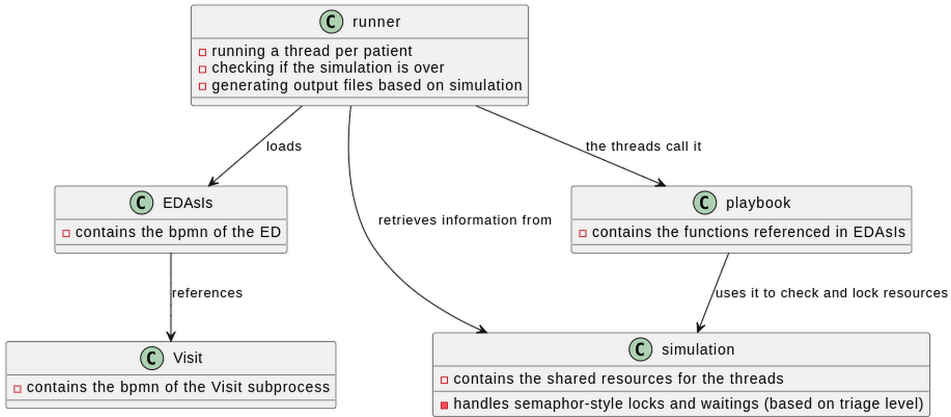 C runner
running a thread per patient
checking if the simulation is over
generating output files based on simulation
loads
the threads call it
C EDAsIs
contains the bpmn of the ED
retrieves information from
C playbook
contains the functions referenced in EDAsIs
references
uses it to check and lock resources
C Visit
contains the bpmn of the Visit subprocess
C simulation
contains the shared resources for the threads
handles semaphor-style locks and waitings (based on triage level)